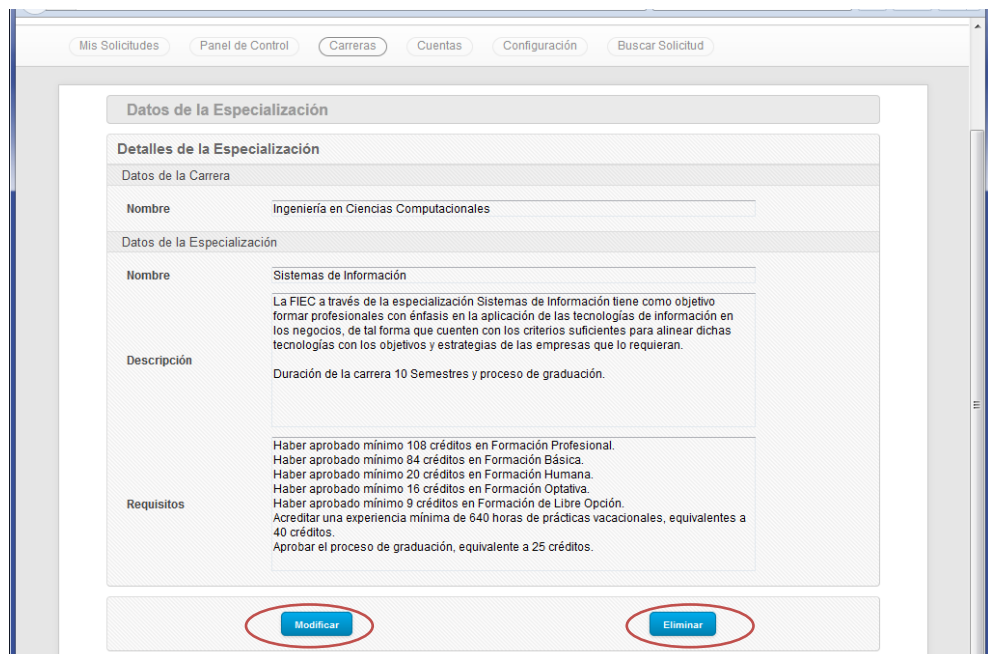 Mis Solicitudes Panel de Control Carreras Cuentas Configuración Buscar Solicitud
Datos de la Especialización
Detalles de la Especialización
Datos de la Carrera
Nombre Ingeniería en Ciencias Computacionales
Datos de la Especialización
Nombre Sistemas de Información
La FIEC a través de la especialización Sistemas de Información tiene como objetivo
formar profesionales con énfasis en la aplicación de las tecnologías de información en
los negocios, de tal forma que cuenten con los criterios suficientes para alinear dichas
tecnologías con los objetivos y estrategias de las empresas que lo requieran.
Descripción
Duración de la carrera 10 Semestres y proceso de graduación.
Haber aprobado mínimo 108 créditos en Formación Profesional.
Haber aprobado mínimo 84 créditos en Formación Básica.
Haber aprobado mínimo 20 créditos en Formación Humana.
Haber aprobado mínimo 16 créditos en Formación Optativa.
Requisitos Haber aprobado mínimo 9 créditos en Formación de Libre Opción.
Acreditar una experiencia mínima de 640 horas de prácticas vacacionales, equivalentes a
40 créditos.
Aprobar el proceso de graduación, equivalente a 25 créditos.
Modificar Eliminar